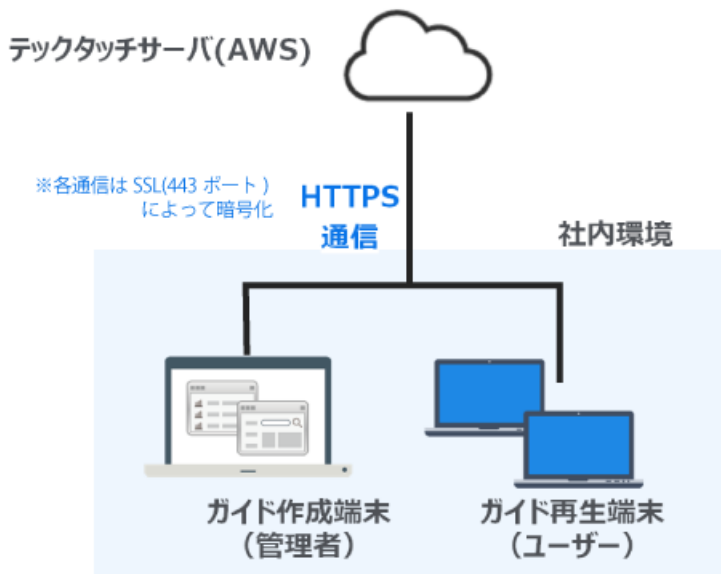 テックタッチサーバ(AWS)
※各通信は SSL(443 ポート )
によって暗号化
HTTPS
通信
社内環境
ガイド作成端末
（管理者）
ガイド再生端末
（ユーザー）